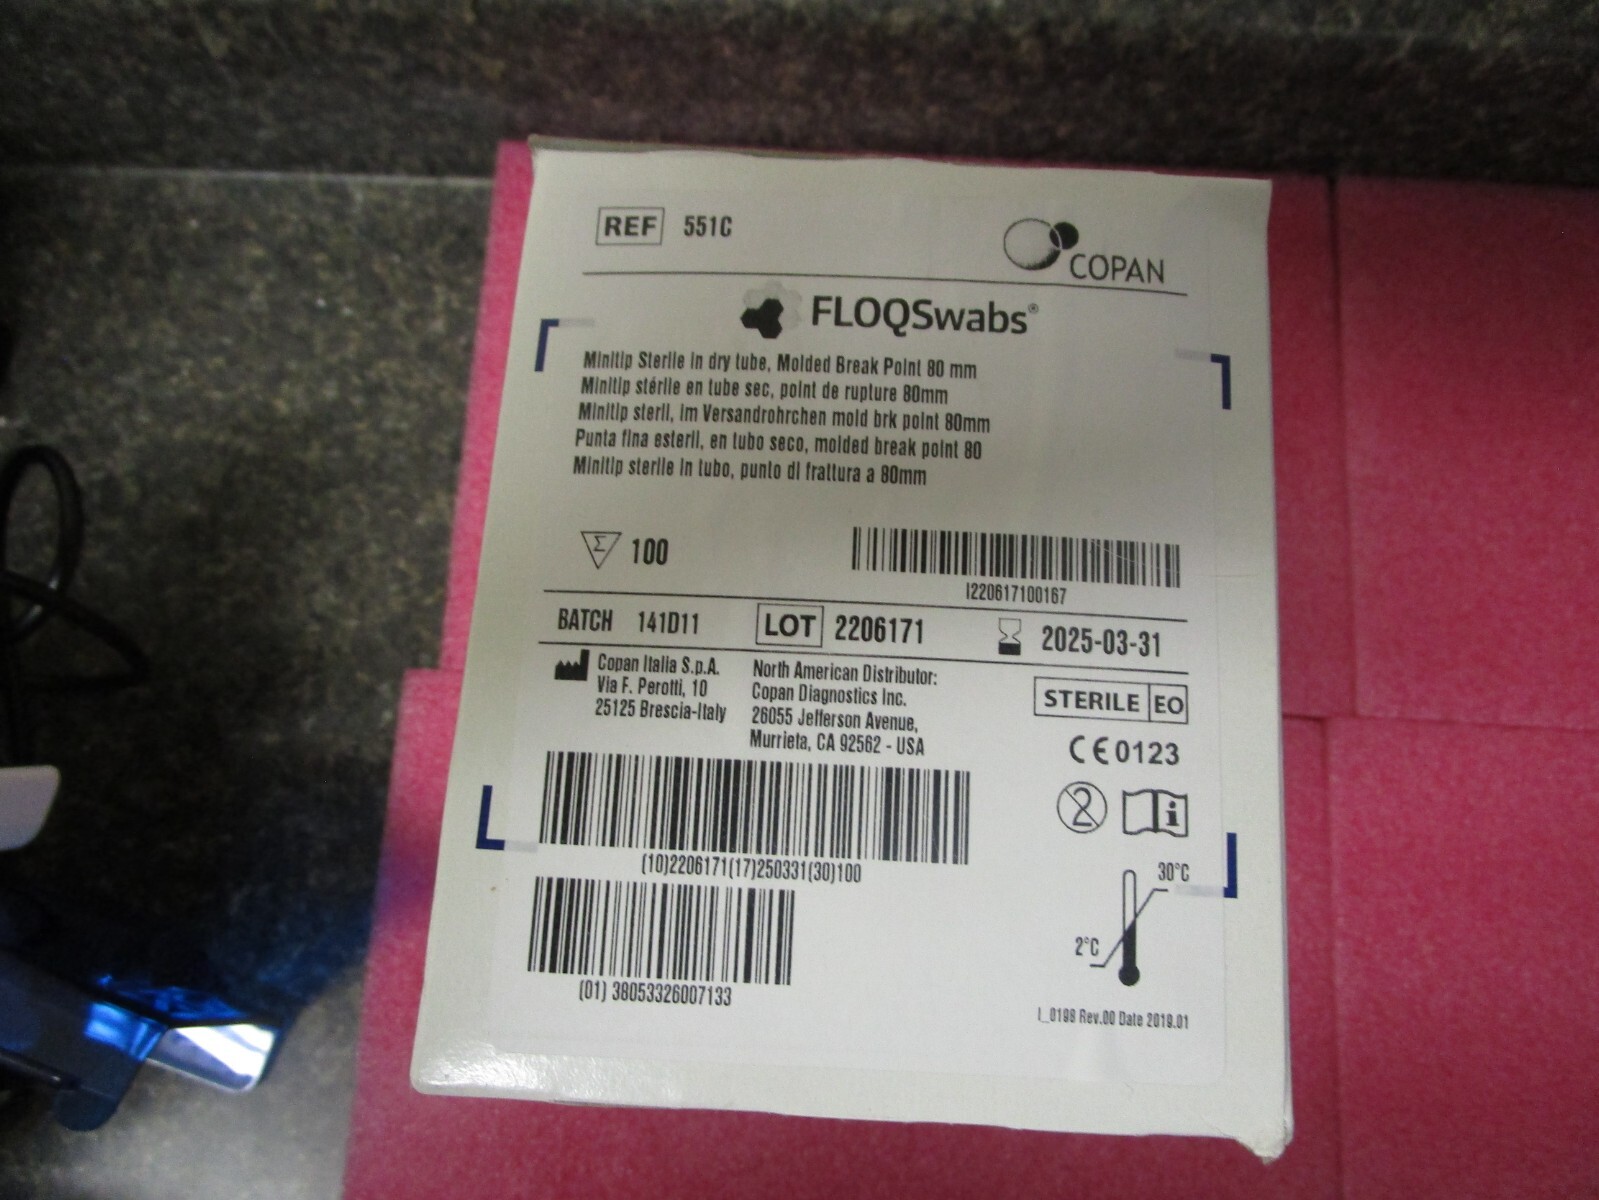 REF 551C
COPAN
FLOQSwabs®
Minitip Sterile in dry tube, Molded Break Point 80 mm
Minitip stérile en tube sec, point de rupture 80mm
Minitip steril, im Versandrohrchen mold brk point 80mm
Punta fina esteril, en tubo seco, molded break point 80
Minitip sterile in tubo, punto di frattura a 80mm
Σ 100
I220617100167
BATCH 141D11 LOT 2206171 2025-03-31
Copan Italia S.p.A.
Via F. Perotti, 10
25125 Brescia-Italy
North American Distributor:
Copan Diagnostics Inc.
26055 Jefferson Avenue,
Murrieta, CA 92562 - USA
STERILE EO
CE 0123
2 i
(10)2206171(17)250331(30)100
30°C
2°C
(01) 38053326007133
I_0198 Rev.00 Date 2019.01